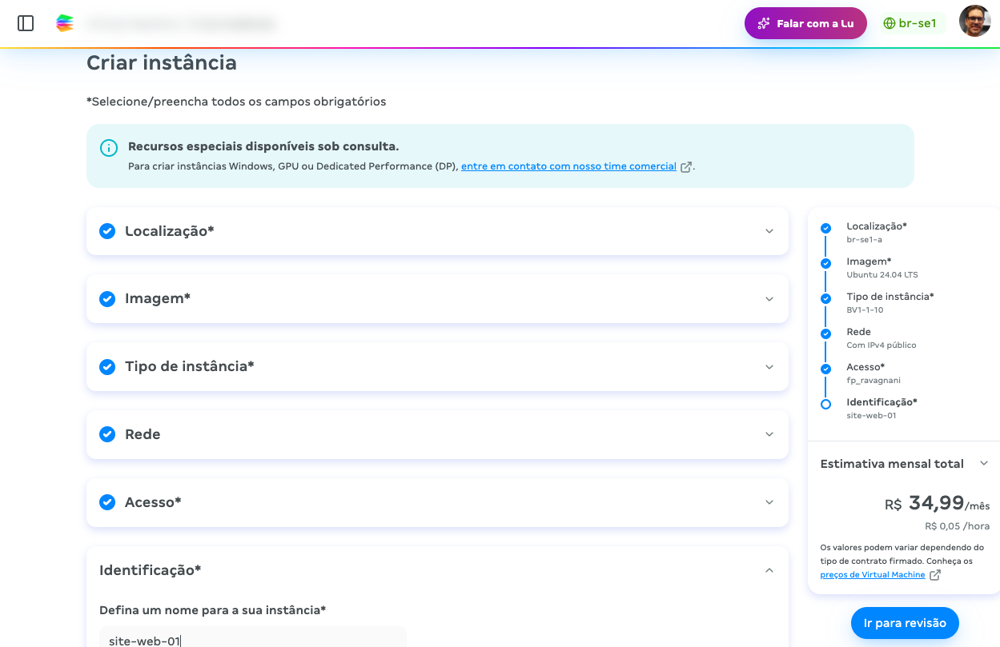 Falar com a Lu
br-se1
Criar instância
*Selecione/preencha todos os campos obrigatórios
Recursos especiais disponíveis sob consulta.
Para criar instâncias Windows, GPU ou Dedicated Performance (DP), entre em contato com nosso time comercial .
Localização*
Imagem*
Tipo de instância*
Rede
Acesso*
Identificação*
Defina um nome para a sua instância*
site-web-01
Localização*
br-se1-a
Imagem*
Ubuntu 24.04 LTS
Tipo de instância*
BV1-1-10
Rede
Com IPv4 público
Acesso*
fp_ravagnani
Identificação*
site-web-01
Estimativa mensal total
R$ 34,99/mês
R$ 0,05 /hora
Os valores podem variar dependendo do
tipo de contrato firmado. Conheça os
preços de Virtual Machine
Ir para revisão